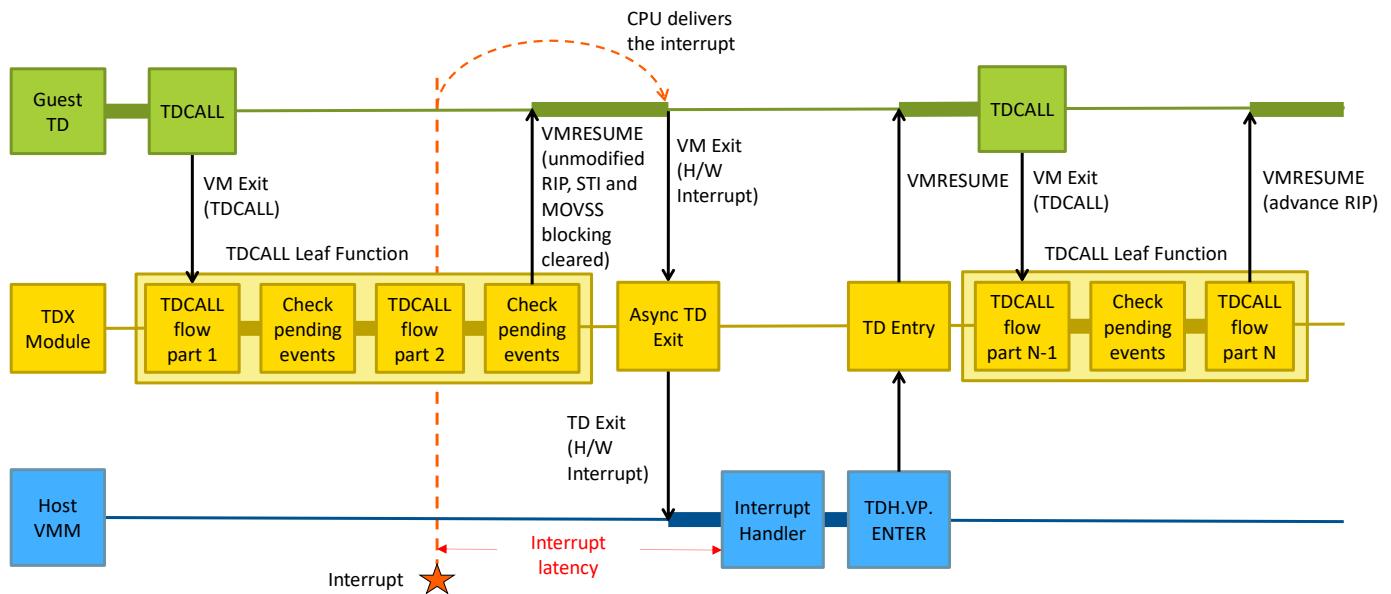 CPU delivers
the interrupt
Guest
TD
TDCALL
TDCALL
VM Exit
(TDCALL)
VMRESUME
(unmodified
RIP, STI and
MOVSS
blocking
cleared)
VM Exit
(H/W
Interrupt)
VMRESUME
VM Exit
(TDCALL)
VMRESUME
(advance RIP)
TDCALL Leaf Function
TDCALL Leaf Function
TDX
Module
TDCALL
flow
part 1
Check
pending
events
TDCALL
flow
part 2
Check
pending
events
Async TD
Exit
TD Entry
TDCALL
flow
part N-1
Check
pending
events
TDCALL
flow
part N
TD Exit
(H/W
Interrupt)
Host
VMM
Interrupt
Handler
TDH.VP.
ENTER
Interrupt
latency
Interrupt